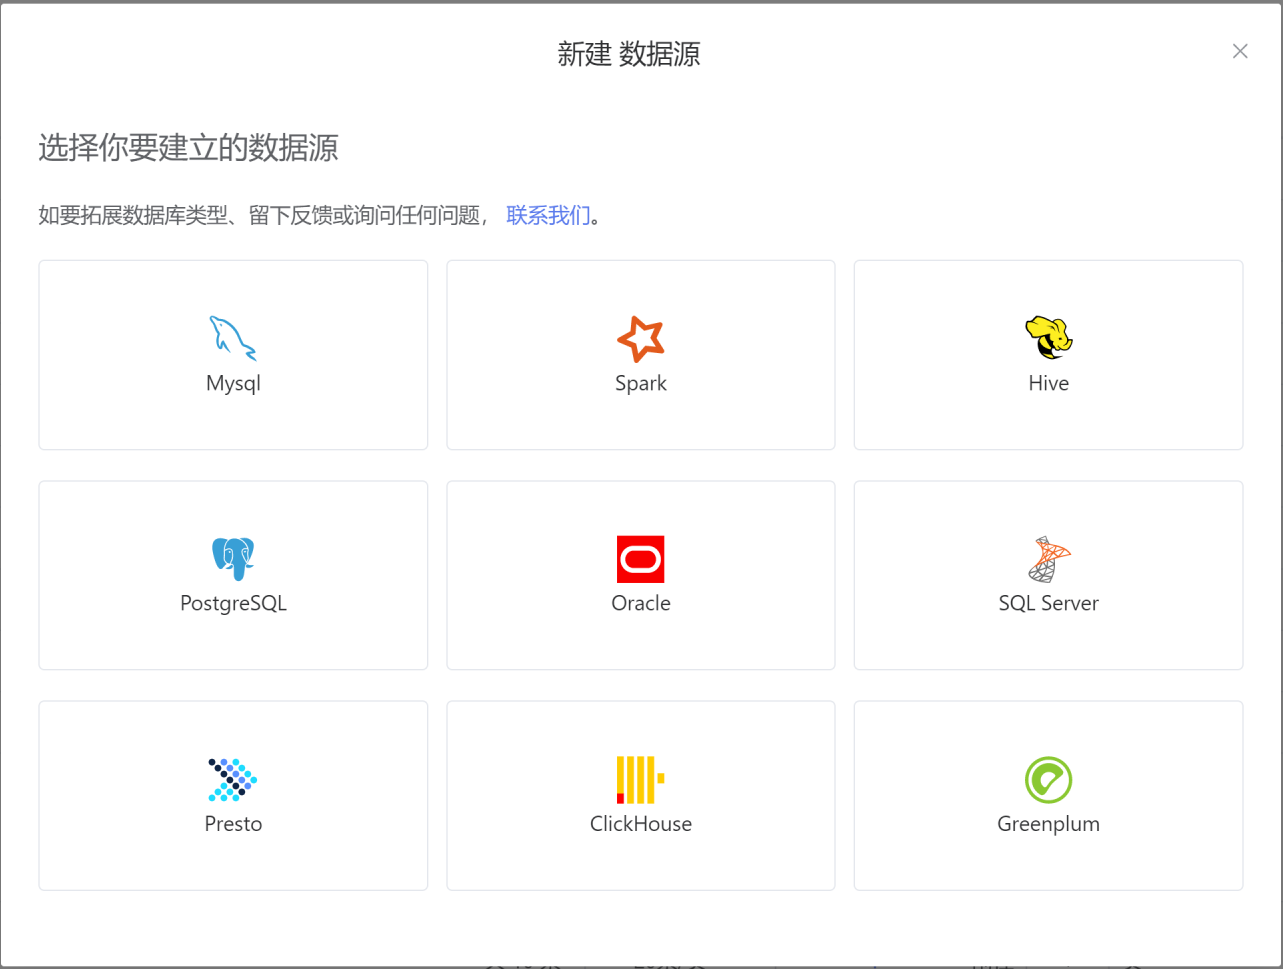 新建 数据源
选择你要建立的数据源
如要拓展数据库类型、留下反馈或询问任何问题， 联系我们。
Mysql
Spark
Hive
PostgreSQL
Oracle
SQL Server
Presto
ClickHouse
Greenplum